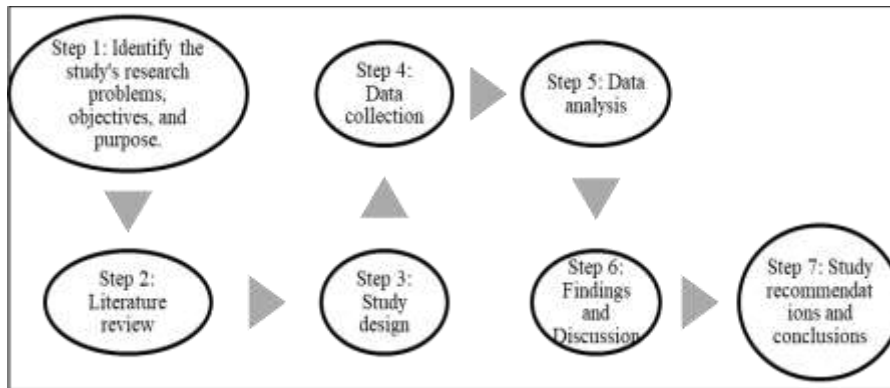 Step 1: Identify the
study's research
problems,
objectives, and
purpose.
Step 2:
Literature
review
Step 3:
Study
design
Step 4:
Data
collection
Step 5: Data
analysis
Step 6:
Findings
and
Discussion
Step 7: Study
recommendat
ions and
conclusions